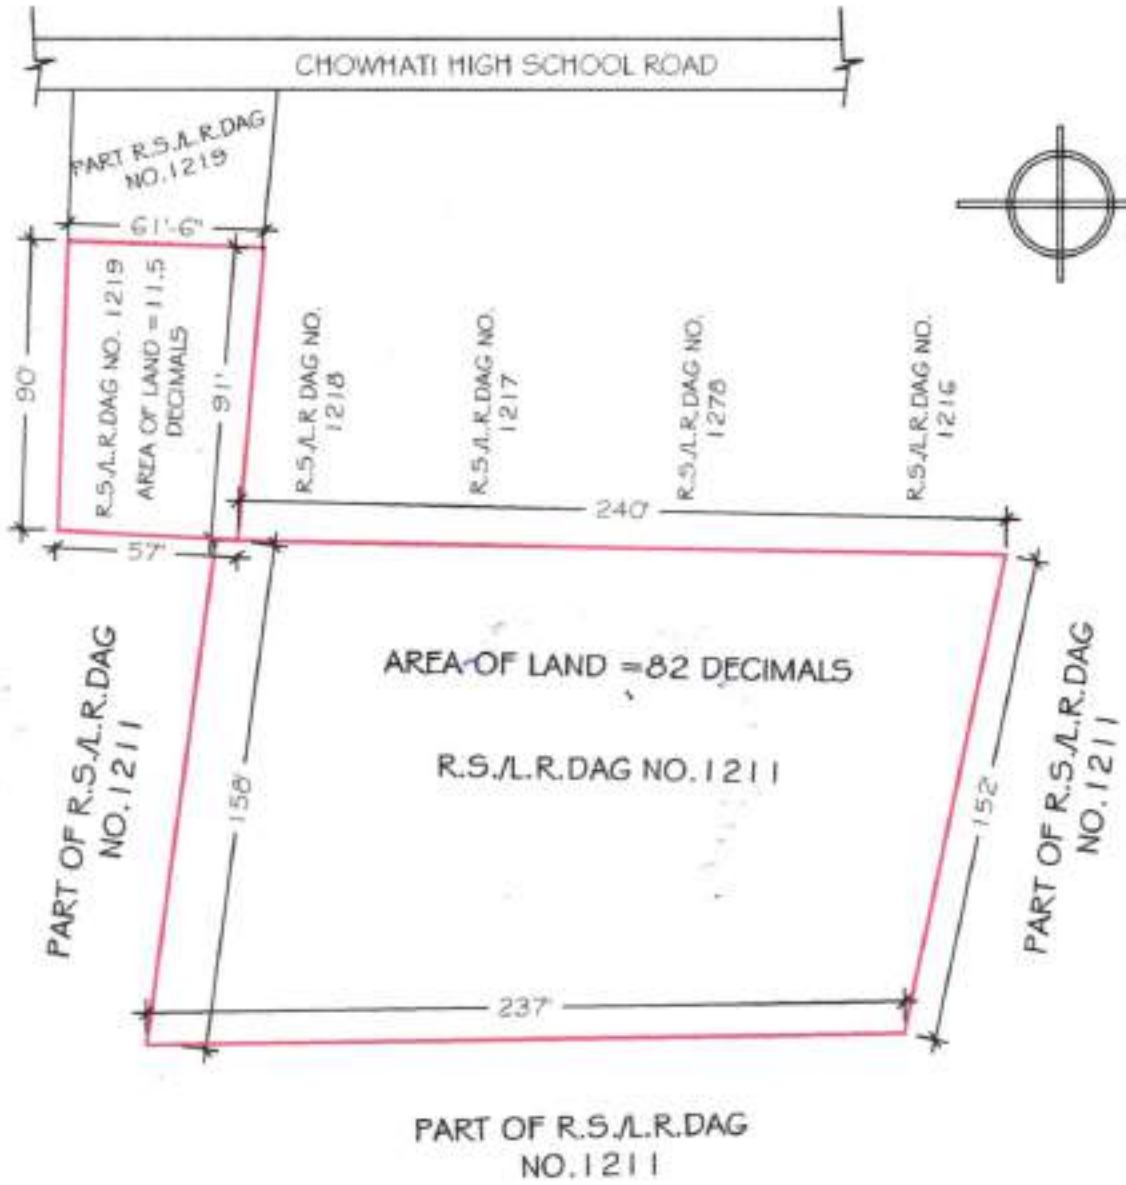 CHOWHATI HIGH SCHOOL ROAD
PART R.S./L.R.DAG
NO.1219
61'-6"
90'
R.S./L.R.DAG NO. 1219
AREA OF LAND = 11.5
DECIMALS
91'
R.S./L.R DAG NO.
1218
R.S./L.R.DAG NO.
1217
R.S./L.R.DAG NO.
1278
R.S./L.R.DAG NO.
1216
240'
57'
AREA OF LAND =82 DECIMALS
R.S./L.R.DAG NO.1211
PART OF R.S./L.R.DAG
NO.1211
158'
152'
PART OF R.S./L.R.DAG
NO.1211
237'
PART OF R.S./L.R.DAG
NO.1211